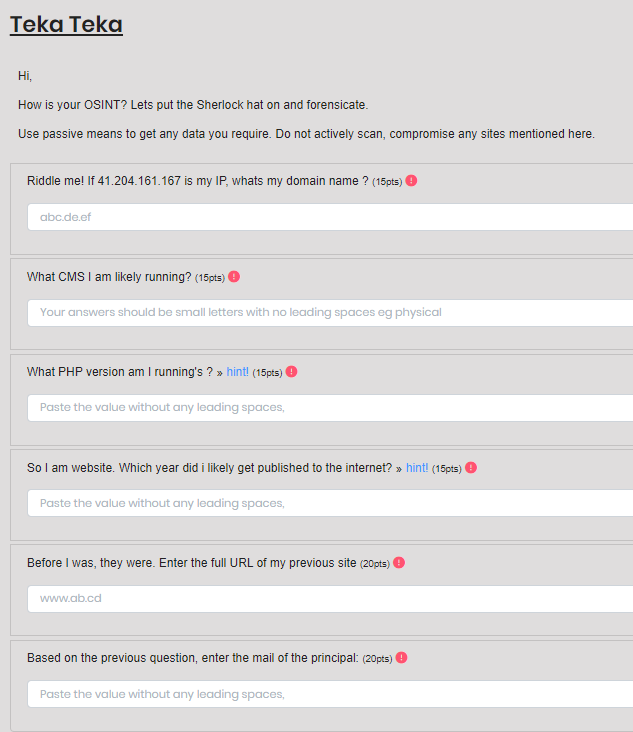 Teka Teka
Hi,
How is your OSINT? Lets put the Sherlock hat on and forensicate.
Use passive means to get any data you require. Do not actively scan, compromise any sites mentioned here.
Riddle me! If 41.204.161.167 is my IP, whats my domain name ? (15pts) !
abc.de.ef
What CMS I am likely running? (15pts) !
Your answers should be small letters with no leading spaces eg physical
What PHP version am I running's ? » hint! (15pts) !
Paste the value without any leading spaces,
So I am website. Which year did i likely get published to the internet? » hint! (15pts) !
Paste the value without any leading spaces,
Before I was, they were. Enter the full URL of my previous site (20pts) !
www.ab.cd
Based on the previous question, enter the mail of the principal: (20pts) !
Paste the value without any leading spaces,